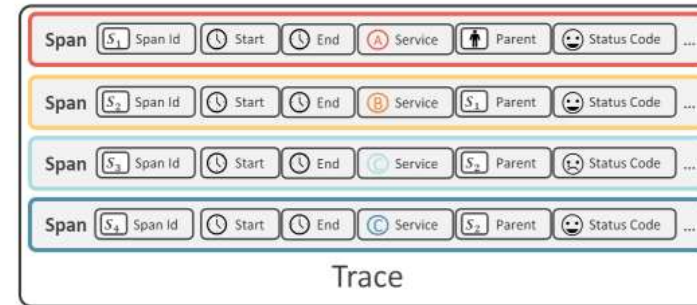 Span S₁ Span Id Start End A Service Parent Status Code ...
Span S₂ Span Id Start End B Service S₁ Parent Status Code ...
Span S₃ Span Id Start End C Service S₂ Parent Status Code ...
Span S₄ Span Id Start End C Service S₂ Parent Status Code ...
Trace